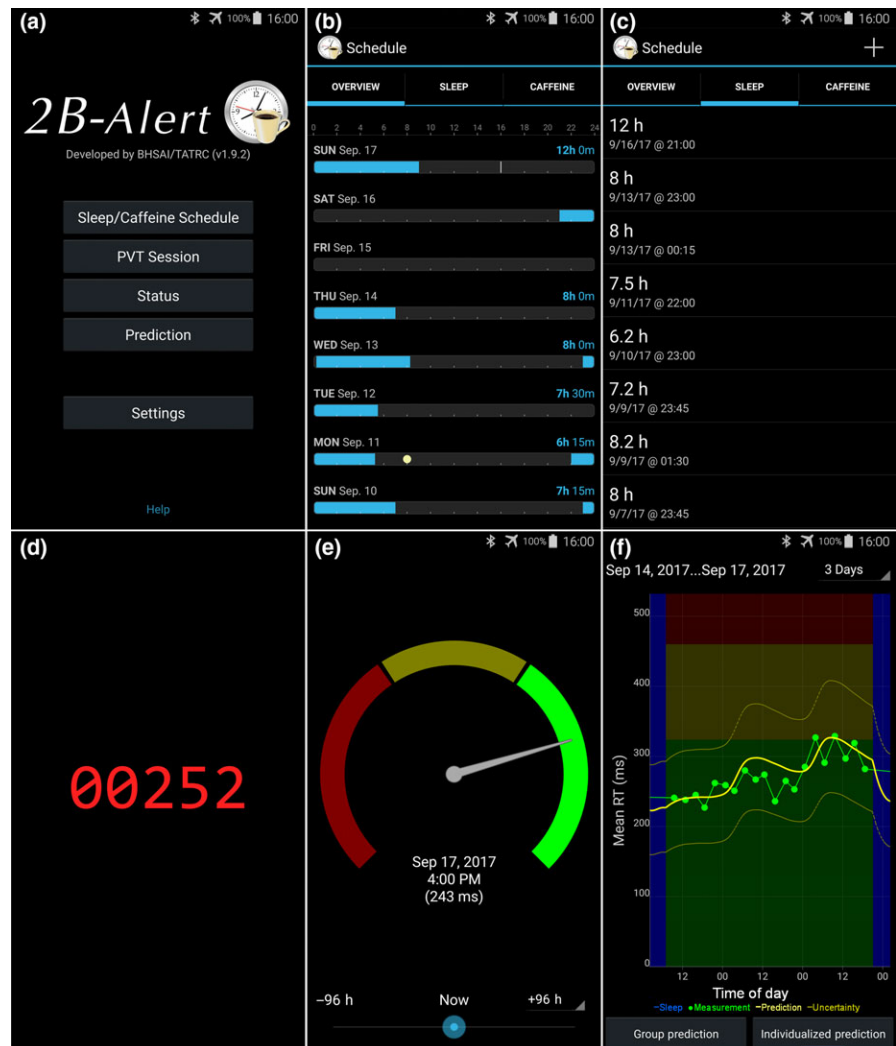 (a)
100% 16:00
2B-Alert
Developed by BHSAI/TATRC (v1.9.2)
Sleep/Caffeine Schedule
PVT Session
Status
Prediction
Settings
Help
(b)
100% 16:00
Schedule
OVERVIEW SLEEP CAFFEINE
0 2 4 6 8 10 12 14 16 18 20 22 24
SUN Sep. 17 12h 0m
SAT Sep. 16
FRI Sep. 15
THU Sep. 14 8h 0m
WED Sep. 13 8h 0m
TUE Sep. 12 7h 30m
MON Sep. 11 6h 15m
SUN Sep. 10 7h 15m
(c)
100% 16:00
Schedule +
OVERVIEW SLEEP CAFFEINE
12 h
9/16/17 @ 21:00
8 h
9/13/17 @ 23:00
8 h
9/13/17 @ 00:15
7.5 h
9/11/17 @ 22:00
6.2 h
9/10/17 @ 23:00
7.2 h
9/9/17 @ 23:45
8.2 h
9/9/17 @ 01:30
8 h
9/7/17 @ 23:45
(d)
00252
(e)
100% 16:00
Sep 17, 2017
4:00 PM
(243 ms)
−96 h Now +96 h
(f)
100% 16:00
Sep 14, 2017...Sep 17, 2017 3 Days
Mean RT (ms)
500
400
300
200
100
0
12 00 12 00 12 00
Time of day
Sleep Measurement Prediction Uncertainty
Group prediction Individualized prediction